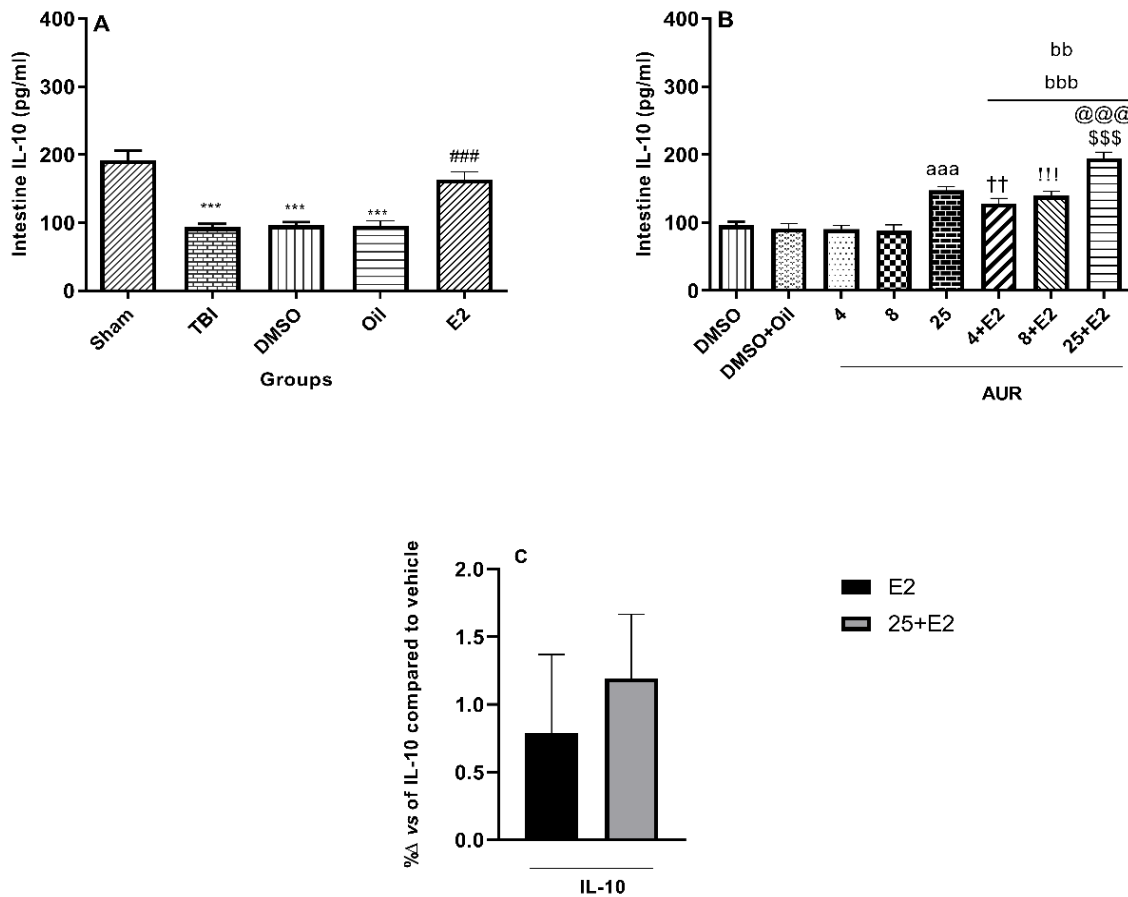 A
Intestine IL-10 (pg/ml)
400
300
200
100
0
***
***
***
###
Sham
TBI
DMSO
Oil
E2
Groups
B
Intestine IL-10 (pg/ml)
400
300
200
100
0
bb
bbb
@@@
$$$
aaa
††
!!!
DMSO
DMSO+Oil
4
8
25
4+E2
8+E2
25+E2
AUR
C
%Δ vs of IL-10 compared to vehicle
2.0
1.5
1.0
0.5
0.0
IL-10
E2
25+E2